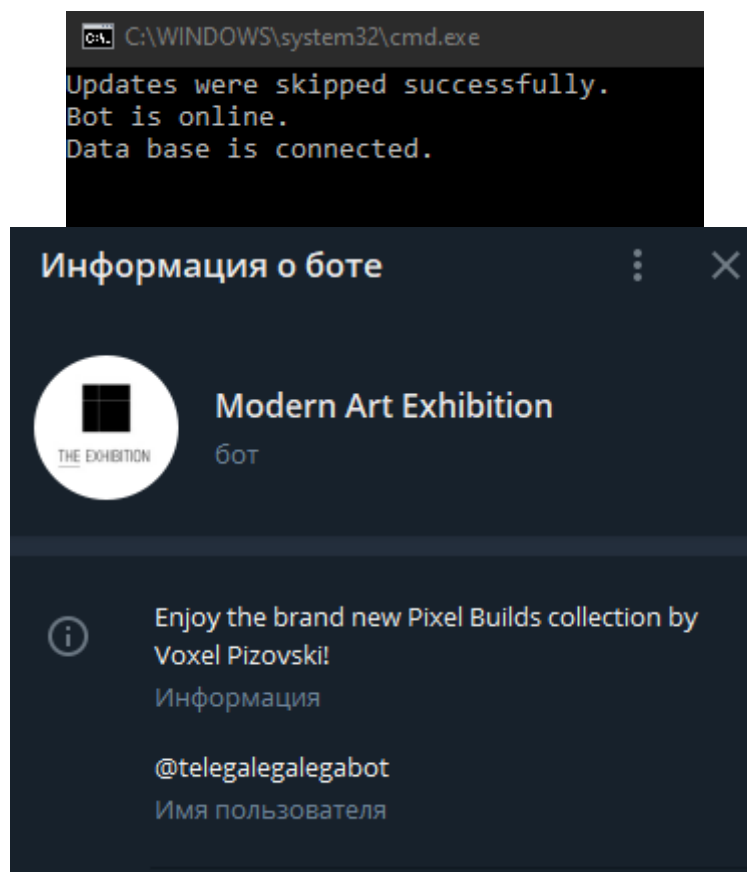 C:\WINDOWS\system32\cmd.exe
Updates were skipped successfully.
Bot is online.
Data base is connected.
Информация о боте
THE EXHIBITION
Modern Art Exhibition
бот
Enjoy the brand new Pixel Builds collection by
Voxel Pizovski!
Информация
@telegalegalegabot
Имя пользователя